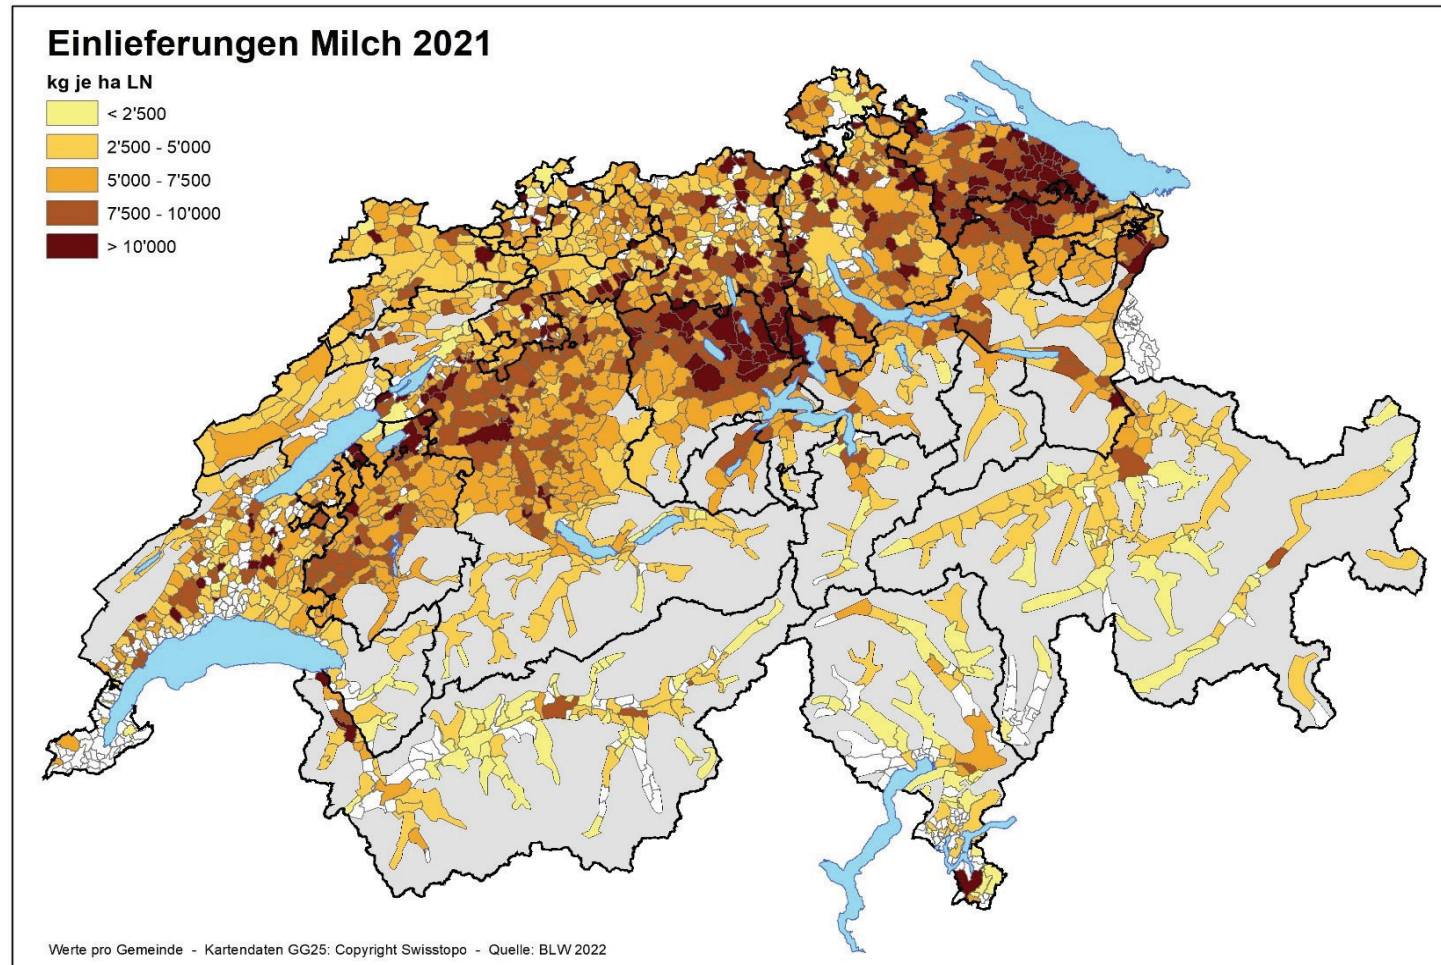 Einlieferungen Milch 2021
kg je ha LN
< 2'500
2'500 - 5'000
5'000 - 7'500
7'500 - 10'000
> 10'000
Werte pro Gemeinde - Kartendaten GG25: Copyright Swisstopo - Quelle: BLW 2022